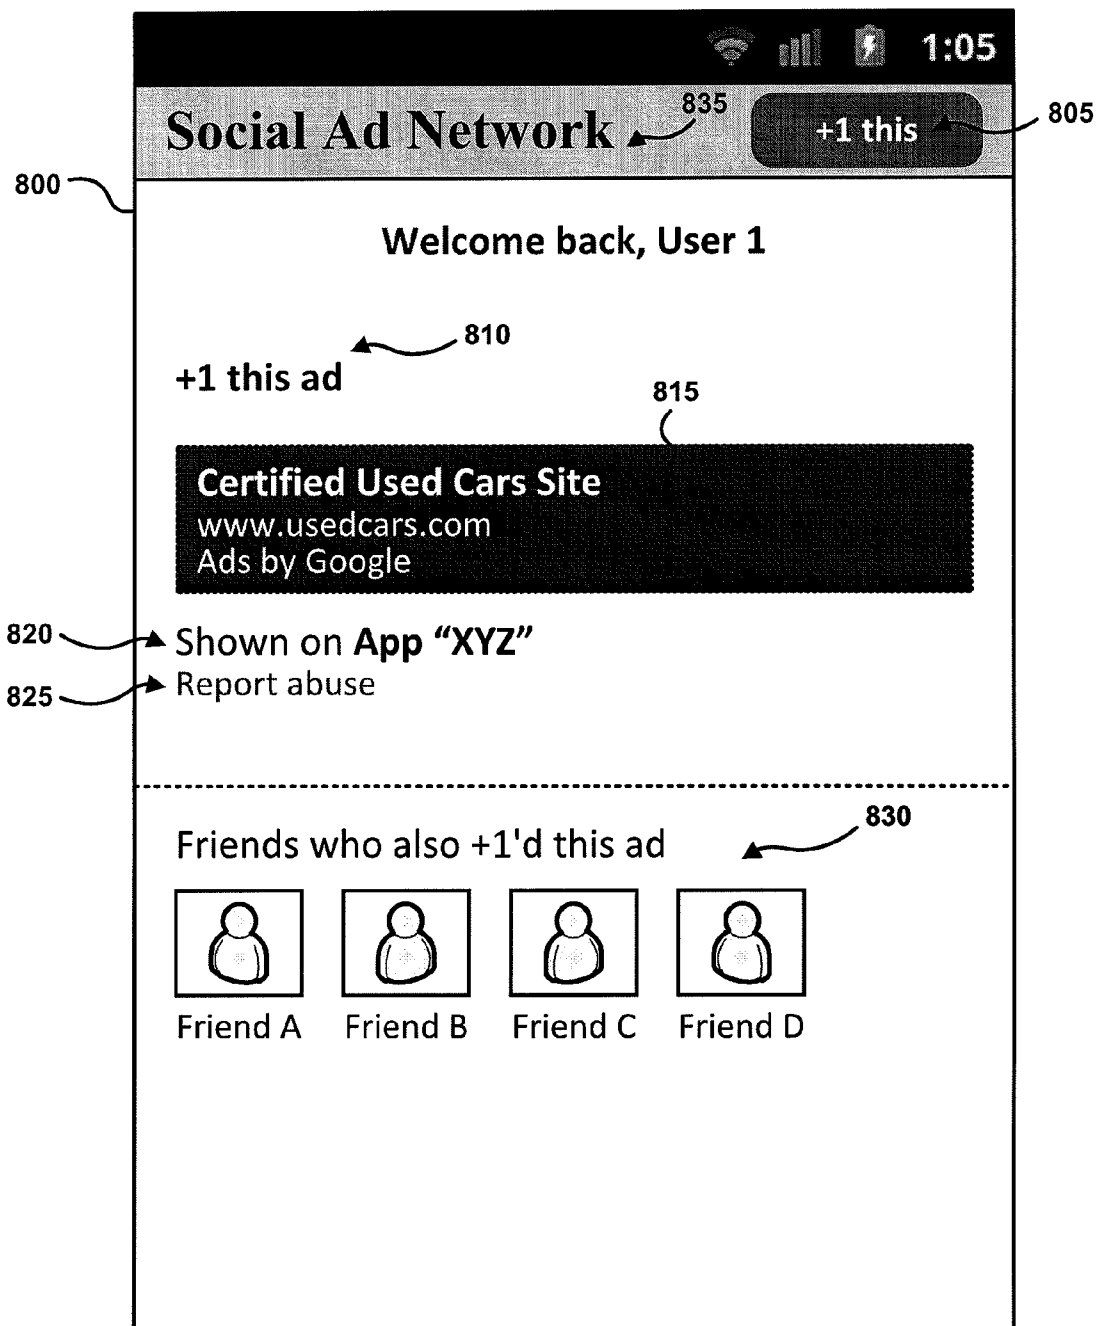 1:05
Social Ad Network
835
+1 this
805
800
Welcome back, User 1
810
+1 this ad
815
Certified Used Cars Site
www.usedcars.com
Ads by Google
820
Shown on App “XYZ”
825
Report abuse
830
Friends who also +1'd this ad
Friend A Friend B Friend C Friend D